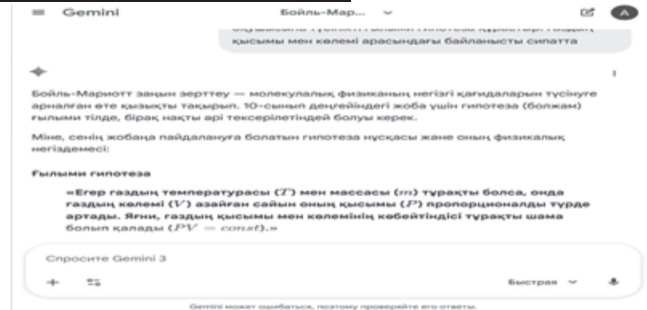 Gemini
Бойль-Мар...
A
қысымы мен көлемі арасындағы байланысты сипатта
Бойль-Мариотт заңын зерттеу — молекулалық физиканың негізгі қағидаларын түсінуге
арналған өте қызықты тақырып. 10-сынып деңгейіндегі жоба үшін гипотеза (болжам)
ғылыми тілде, бірақ нақты әрі тексерілетіндей болуы керек.
Міне, сенің жобаңа пайдалануға болатын гипотеза нұсқасы және оның физикалық
негіздемесі:
Ғылыми гипотеза
«Егер газдың температурасы (T) мен массасы (m) тұрақты болса, онда
газдың көлемі (V) азайған сайын оның қысымы (P) пропорционалды түрде
артады. Яғни, газдың қысымы мен көлемінің көбейтіндісі тұрақты шама
болып қалады (PV = const).»
Спросите Gemini 3
Быстрая
Gemini может ошибаться, поэтому проверяйте его ответы.